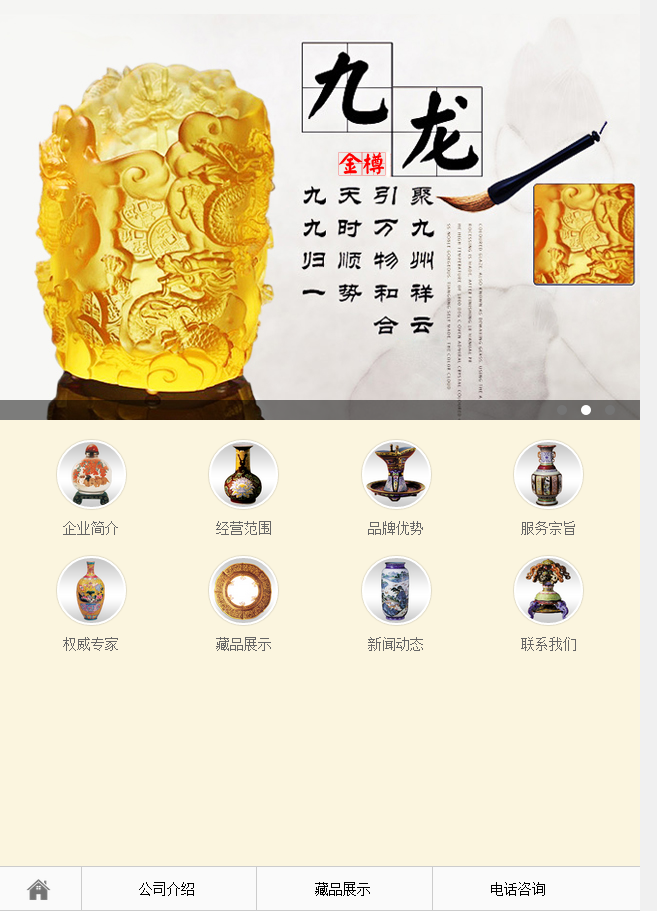 九龙
金樽
聚九州祥云
引万物和合
天时顺势
九九归一
企业简介 经营范围 品牌优势 服务宗旨
权威专家 藏品展示 新闻动态 联系我们
公司介绍 藏品展示 电话咨询